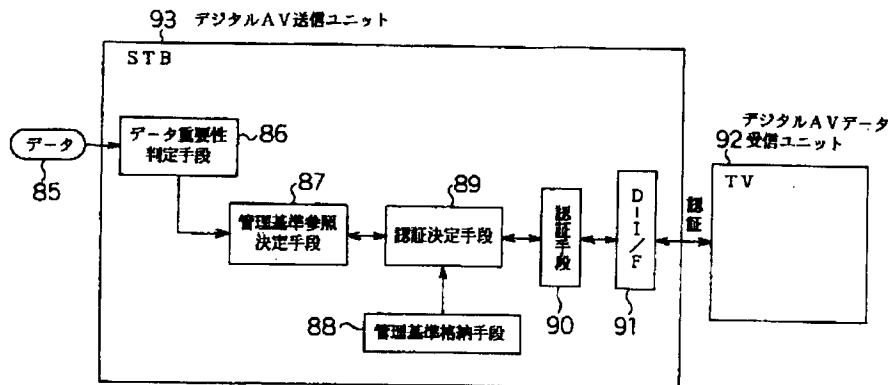 93 デジタルAV送信ユニット
STB
データ
85
データ重要性
判定手段
86
87
管理基準参照
決定手段
89
認証決定手段
88
管理基準格納手段
認証手段
90
D-I/F
91
認証
デジタルAVデータ
92 受信ユニット
TV